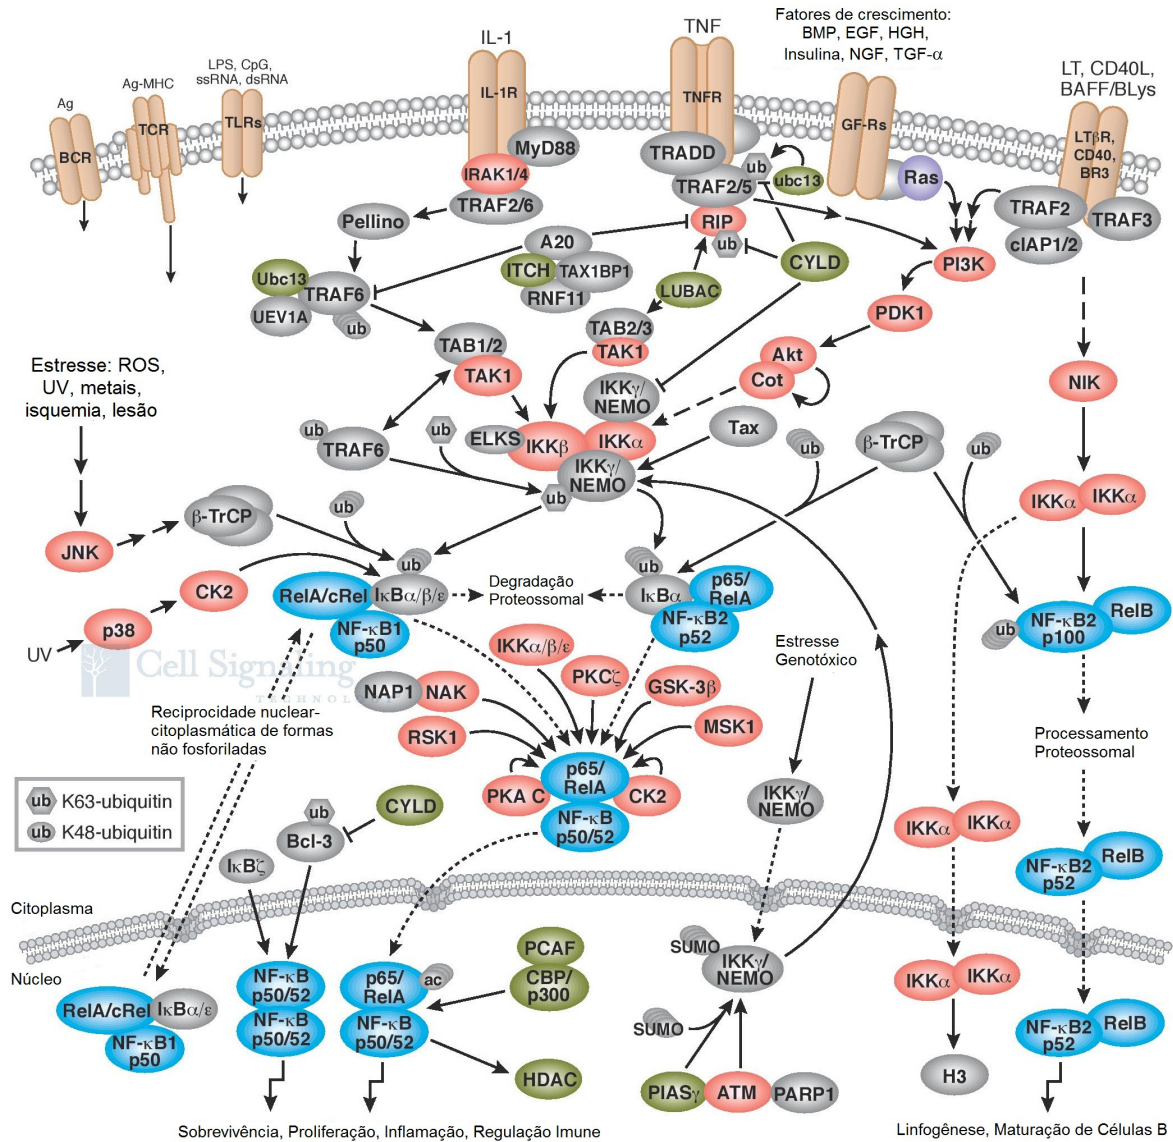 Fatores de crescimento:
BMP, EGF, HGH,
Insulina, NGF, TGF-α
IL-1
TNF
LT, CD40L,
BAFF/BLys
LPS, CpG,
ssRNA, dsRNA
Ag-MHC
Ag
BCR
TCR
TLRs
IL-1R
TNFR
GF-Rs
LTβR,
CD40,
BR3
MyD88
IRAK1/4
TRAF2/6
Pellino
TRADD
TRAF2/5
ub
ubc13
RIP
ub
Ras
TRAF2
TRAF3
cIAP1/2
A20
ITCH
TAX1BP1
RNF11
CYLD
LUBAC
PI3K
PDK1
Ubc13
TRAF6
UEV1A
ub
TAB1/2
TAK1
TAB2/3
TAK1
Akt
Cot
NIK
Estresse: ROS,
UV, metais,
isquemia, lesão
IKKγ/
NEMO
Tax
ub
TRAF6
ub
ELKS
IKKβ
IKKα
IKKγ/
NEMO
ub
ub
β-TrCP
ub
IKKα
IKKα
JNK
β-TrCP
ub
ub
CK2
RelA/cRel
IκBα/β/ε
NF-κB1
p50
Degradação
Proteossomal
ub
IκBα
p65/
RelA
NF-κB2
p52
ub
NF-κB2
p100
RelB
p38
UV
Cell Signaling
TECHNOLOGY
Estresse
Genotóxico
IKKα/β/ε
PKCζ
GSK-3β
NAP1
NAK
RSK1
MSK1
Reciprocidade nuclear-
citoplasmática de formas
não fosforiladas
Processamento
Proteossomal
p65/
RelA
PKA C
CK2
NF-κB
p50/52
IKKγ/
NEMO
ub
K63-ubiquitin
ub
K48-ubiquitin
ub
CYLD
Bcl-3
IκBζ
IKKα
IKKα
NF-κB2
p52
RelB
Citoplasma
Núcleo
SUMO
IKKγ/
NEMO
PCAF
CBP/
p300
NF-κB
p50/52
NF-κB
p50/52
p65/
RelA
ac
NF-κB
p50/52
RelA/cRel
IκBα/ε
NF-κB1
p50
IKKα
IKKα
NF-κB2
p52
RelB
SUMO
HDAC
PIASγ
ATM
PARP1
H3
Sobrevivência, Proliferação, Inflamação, Regulação Imune
Linfogênese, Maturação de Células B